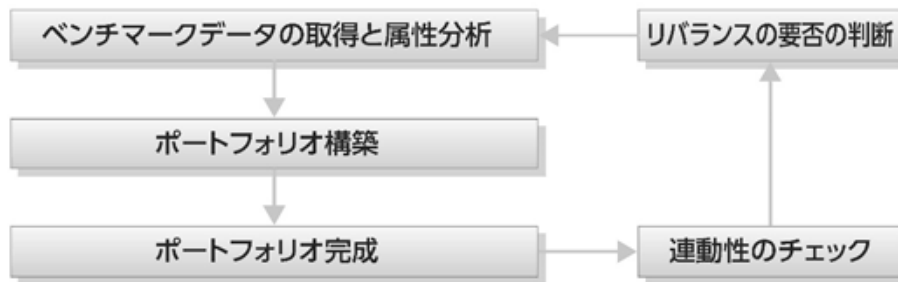 ベンチマークデータの取得と属性分析
リバランスの要否の判断
ポートフォリオ構築
ポートフォリオ完成
連動性のチェック